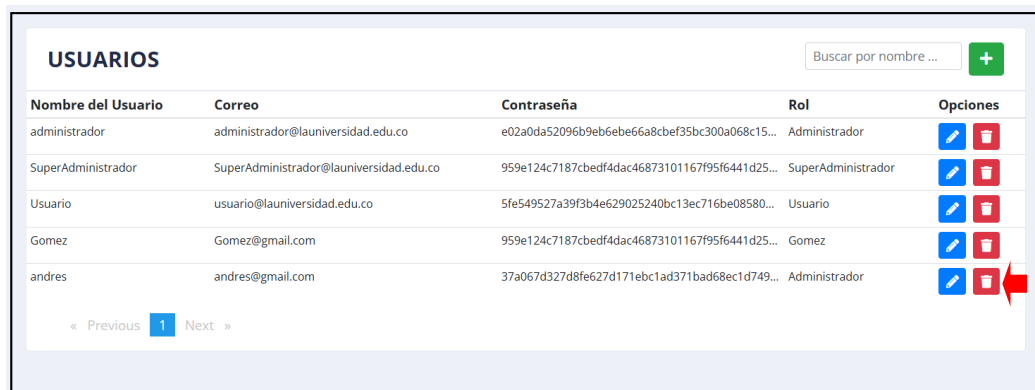 USUARIOS
Buscar por nombre ...
+
Nombre del Usuario Correo Contraseña Rol Opciones
administrador administrador@launiversidad.edu.co e02a0da52096b9eb6ebe66a8cbef35bc300a068c15... Administrador
SuperAdministrador SuperAdministrador@launiversidad.edu.co 959e124c7187cbedf4dac46873101167f95f6441d25... SuperAdministrador
Usuario usuario@launiversidad.edu.co 5fe549527a39f3b4e629025240bc13ec716be08580... Usuario
Gomez Gomez@gmail.com 959e124c7187cbedf4dac46873101167f95f6441d25... Gomez
andres andres@gmail.com 37a067d327d8fe627d171ebc1ad371bad68ec1d749... Administrador
« Previous 1 Next »